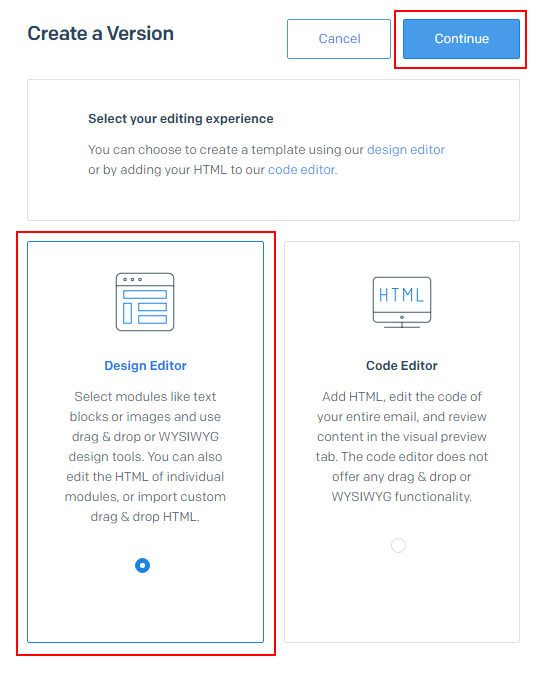 Create a Version
Cancel
Continue
Select your editing experience
You can choose to create a template using our design editor
or by adding your HTML to our code editor.
Design Editor
Select modules like text
blocks or images and use
drag & drop or WYSIWYG
design tools. You can also
edit the HTML of individual
modules, or import custom
drag & drop HTML.
HTML
Code Editor
Add HTML, edit the code of
your entire email, and review
content in the visual preview
tab. The code editor does not
offer any drag & drop or
WYSIWYG functionality.